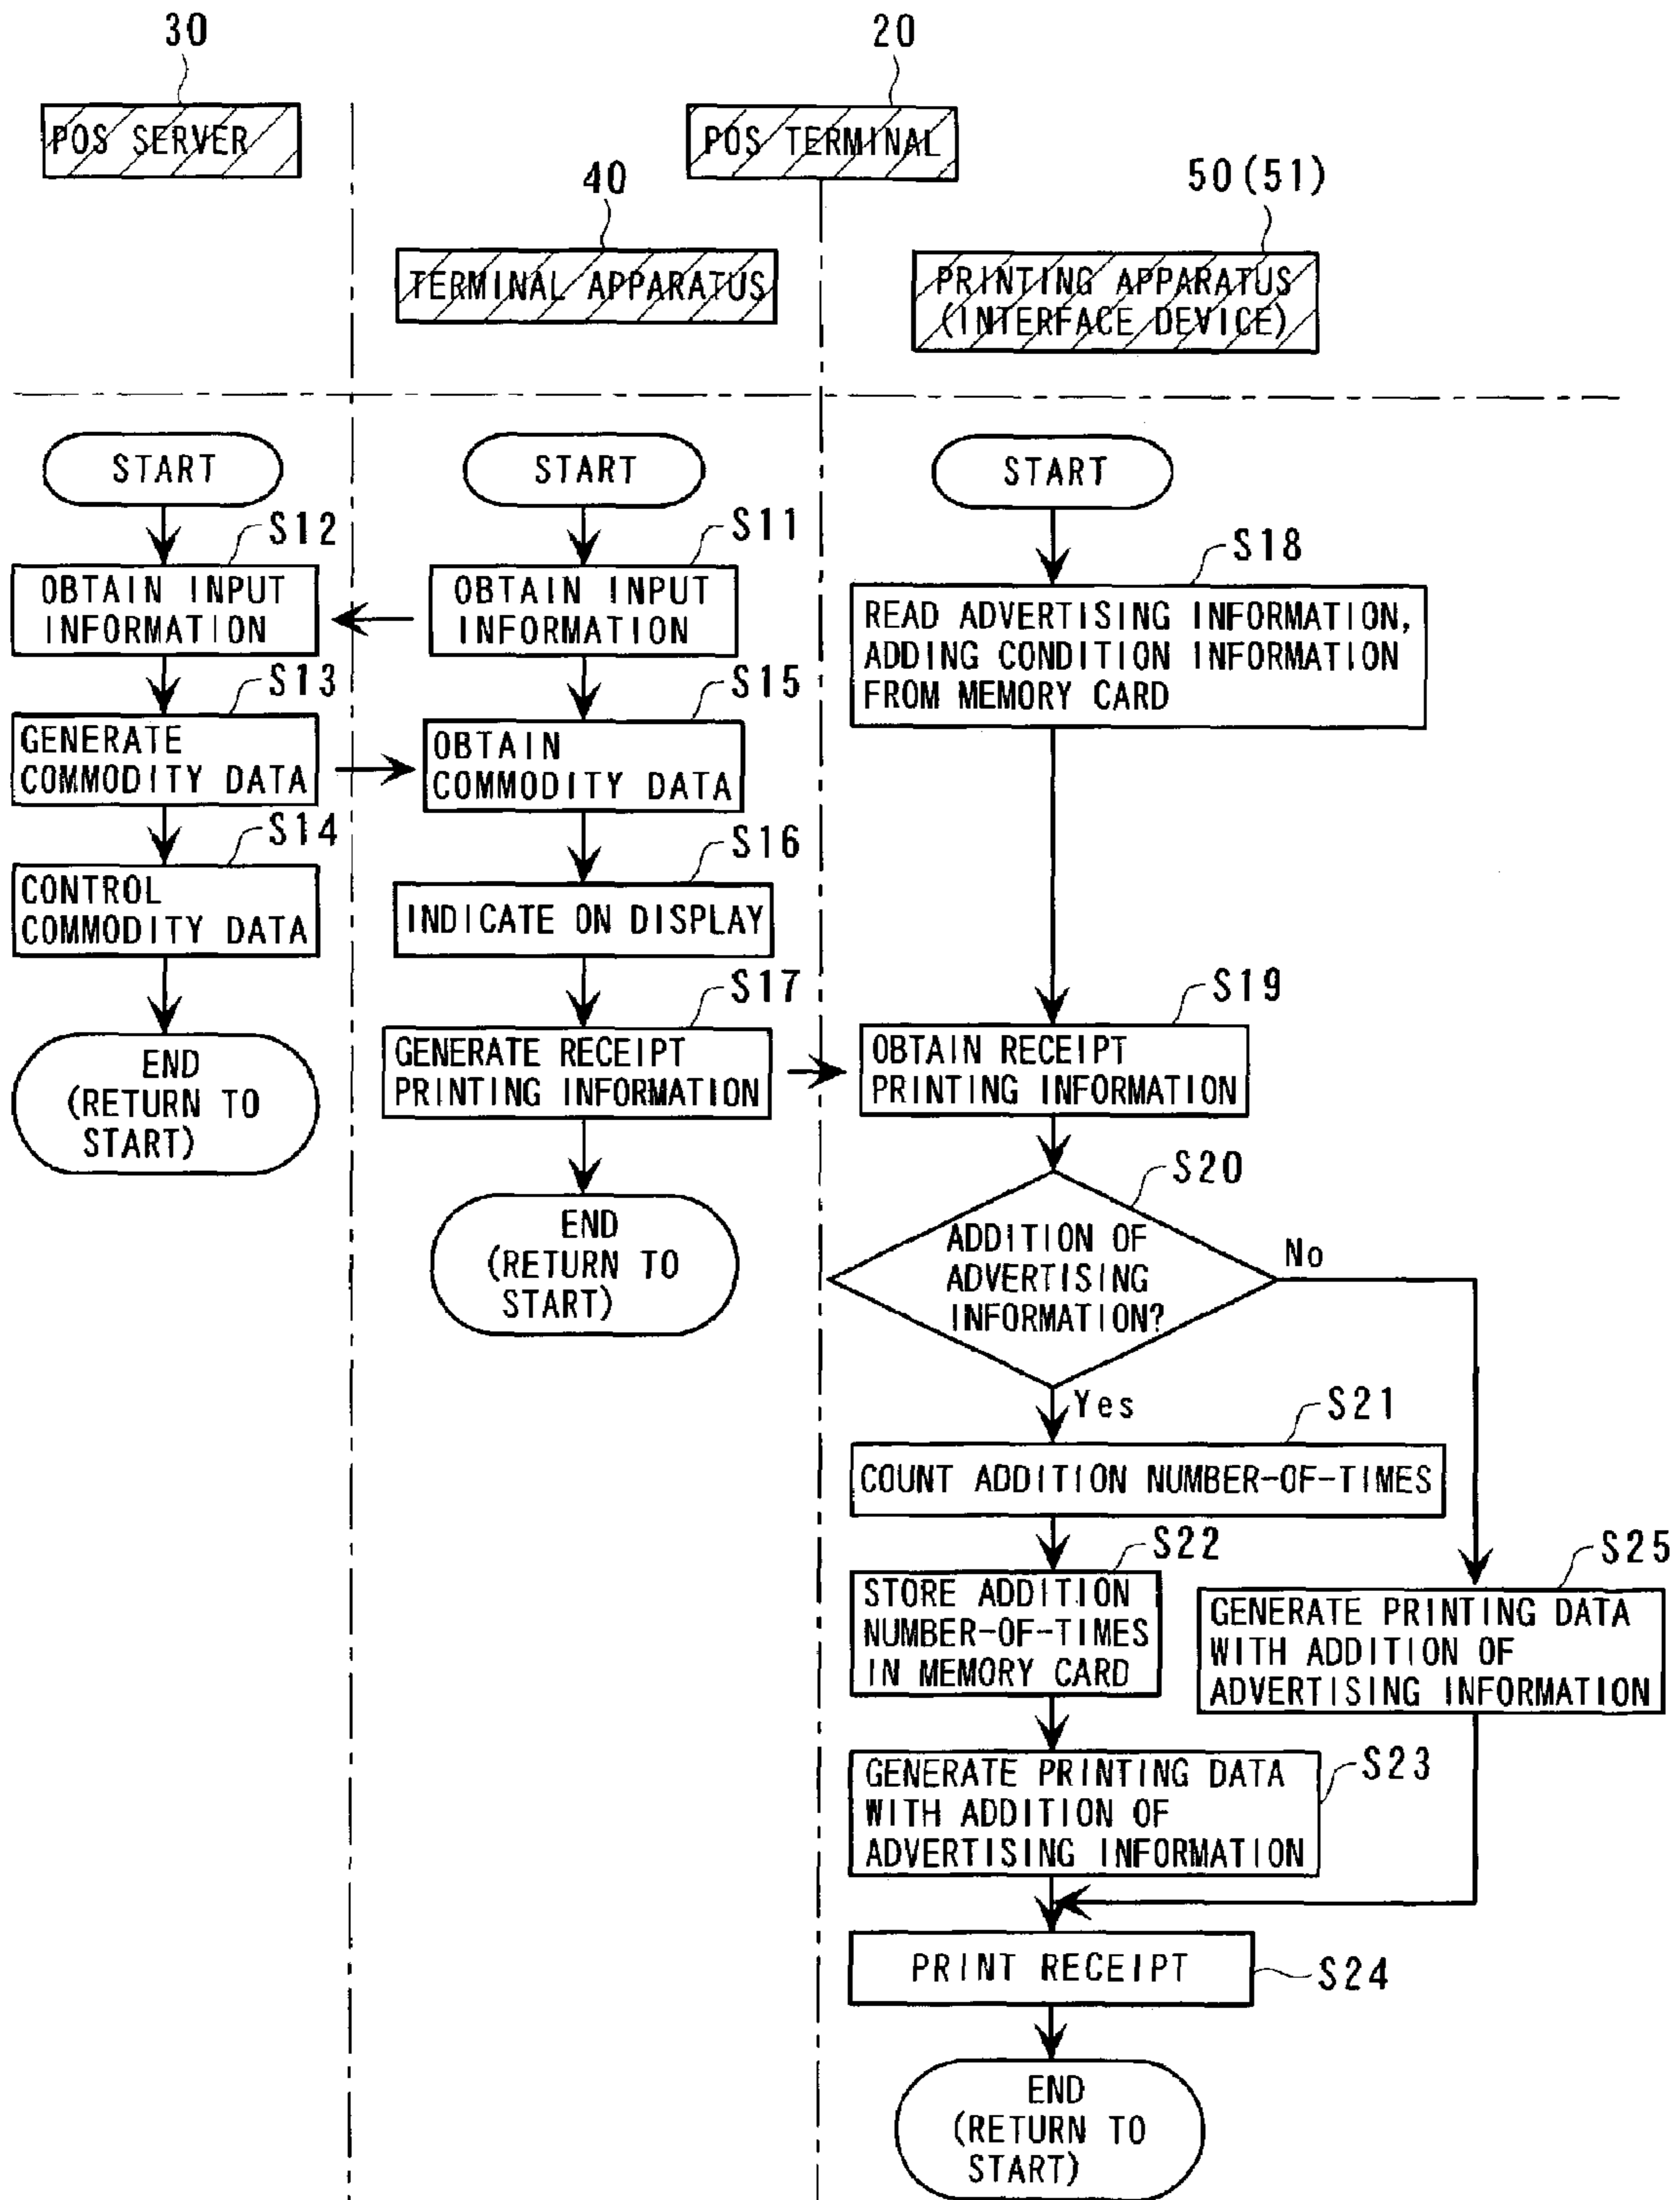 30
20
POS SERVER
POS TERMINAL
40
50(51)
TERMINAL APPARATUS
PRINTING APPARATUS
(INTERFACE DEVICE)
START
S12
OBTAIN INPUT
INFORMATION
S13
GENERATE
COMMODITY DATA
S14
CONTROL
COMMODITY DATA
END
(RETURN TO
START)
START
S11
OBTAIN INPUT
INFORMATION
S15
OBTAIN
COMMODITY DATA
S16
INDICATE ON DISPLAY
S17
GENERATE RECEIPT
PRINTING INFORMATION
END
(RETURN TO
START)
START
S18
READ ADVERTISING INFORMATION,
ADDING CONDITION INFORMATION
FROM MEMORY CARD
S19
OBTAIN RECEIPT
PRINTING INFORMATION
S20
ADDITION OF
ADVERTISING
INFORMATION?
No
Yes
S21
COUNT ADDITION NUMBER-OF-TIMES
S22
STORE ADDITION
NUMBER-OF-TIMES
IN MEMORY CARD
S25
GENERATE PRINTING DATA
WITH ADDITION OF
ADVERTISING INFORMATION
S23
GENERATE PRINTING DATA
WITH ADDITION OF
ADVERTISING INFORMATION
PRINT RECEIPT
S24
END
(RETURN TO
START)